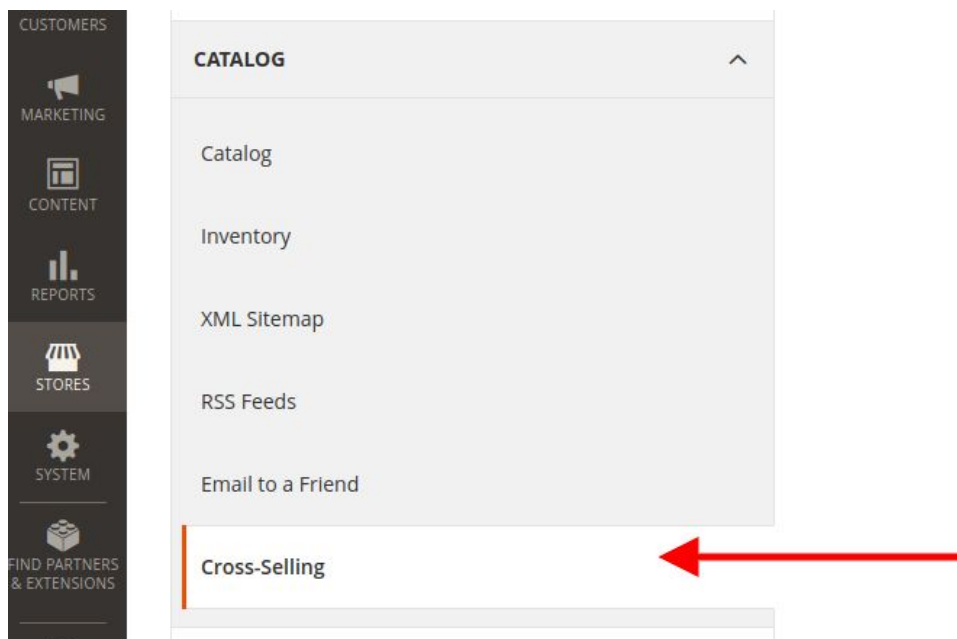 CUSTOMERS
MARKETING
CONTENT
REPORTS
STORES
SYSTEM
FIND PARTNERS
& EXTENSIONS
CATALOG
Catalog
Inventory
XML Sitemap
RSS Feeds
Email to a Friend
Cross-Selling